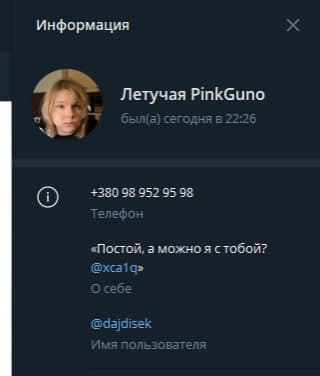 Информация
Летучая PinkGuno
был(а) сегодня в 22:26
+380 98 952 95 98
Телефон
«Постой, а можно я с тобой?
@xca1q»
О себе
@dajdisek
Имя пользователя